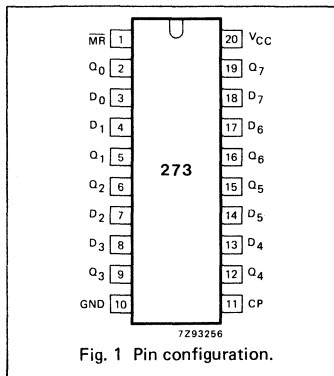 M̅R̅ 1 20 VCC
Q0 2 19 Q7
D0 3 18 D7
D1 4 17 D6
Q1 5 16 Q6
273
Q2 6 15 Q5
D2 7 14 D5
D3 8 13 D4
Q3 9 12 Q4
GND 10 11 CP
7Z93256
Fig. 1 Pin configuration.